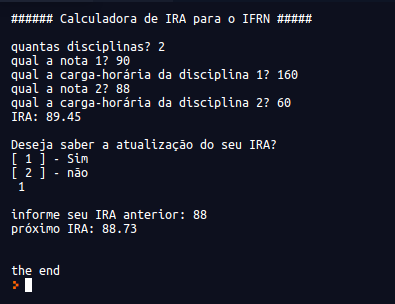 ###### Calculadora de IRA para o IFRN #####
quantas disciplinas? 2
qual a nota 1? 90
qual a carga-horária da disciplina 1? 160
qual a nota 2? 88
qual a carga-horária da disciplina 2? 60
IRA: 89.45
Deseja saber a atualização do seu IRA?
[ 1 ] - Sim
[ 2 ] - não
1
informe seu IRA anterior: 88
próximo IRA: 88.73
the end
>